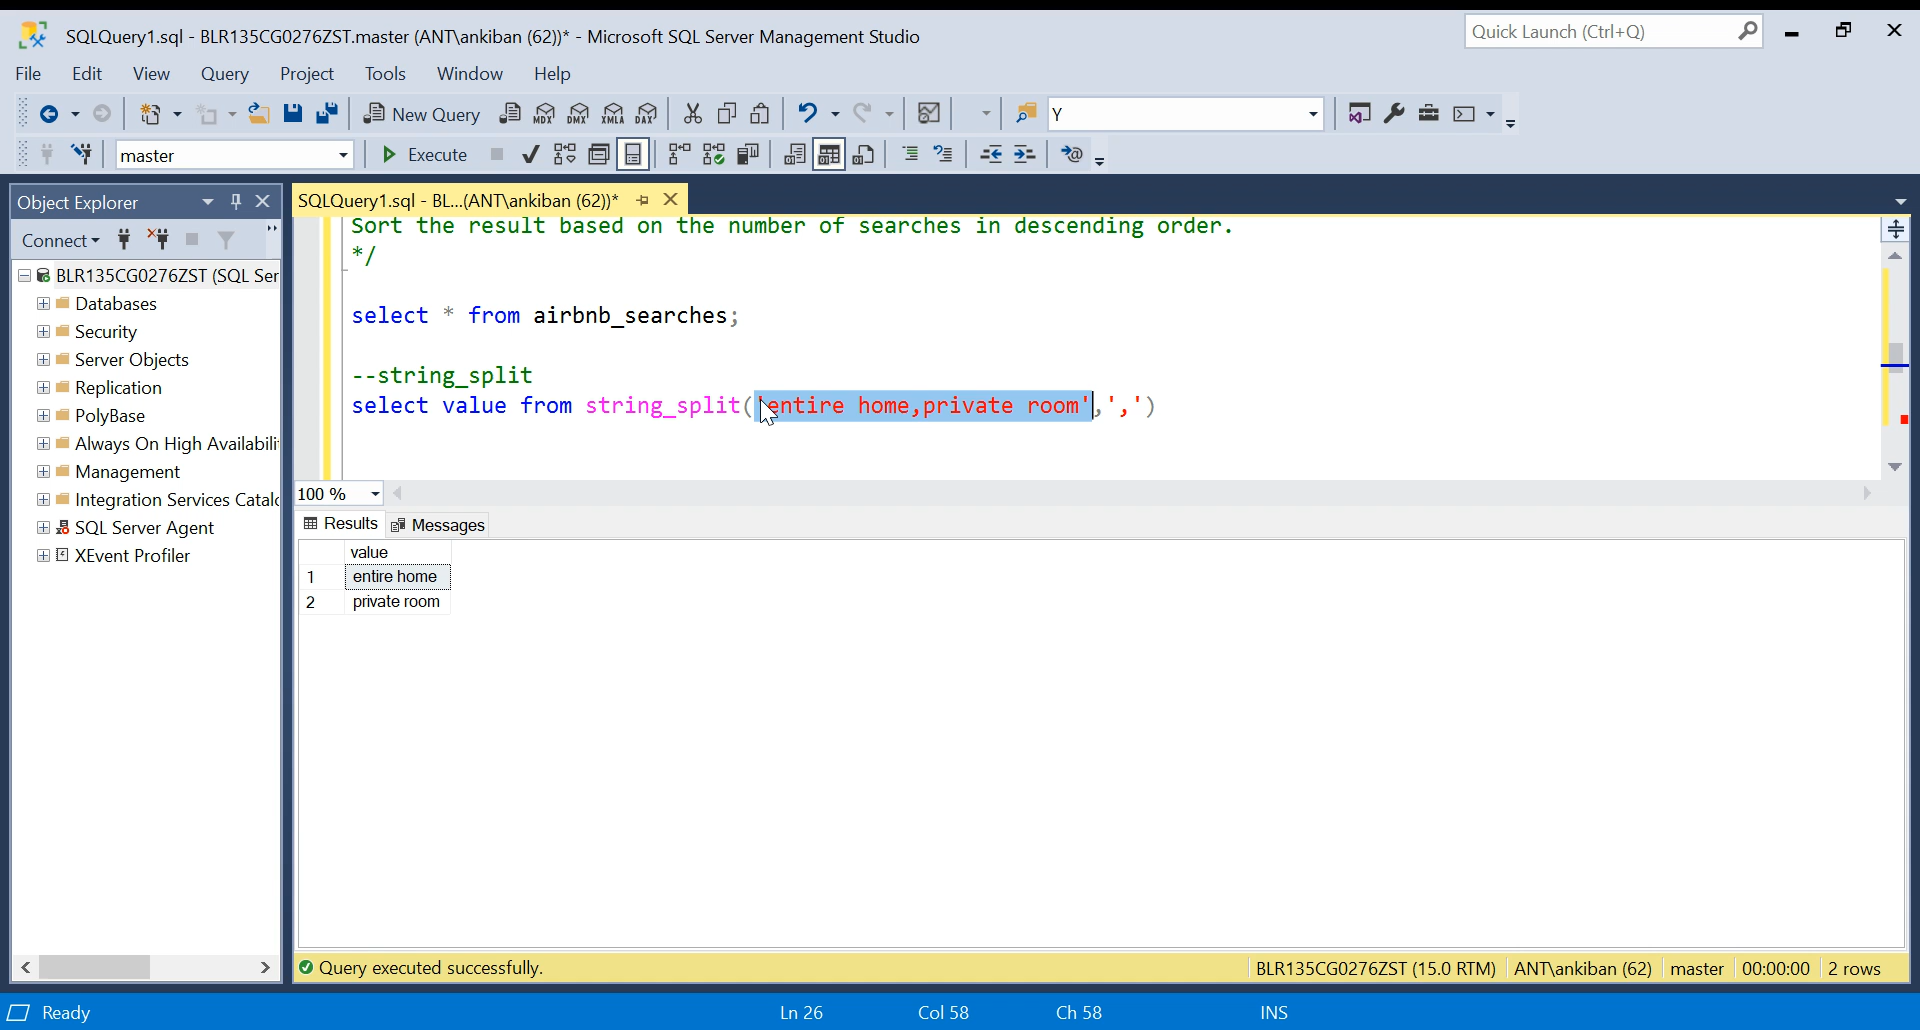 SQLQuery1.sql - BLR135CG0276ZST.master (ANT\ankiban (62))* - Microsoft SQL Server Management Studio
Quick Launch (Ctrl+Q)
File Edit View Query Project Tools Window Help
New Query MDX DMX XMLA DAX Y
master Execute
Object Explorer
SQLQuery1.sql - BL...(ANT\ankiban (62))*
Connect
BLR135CG0276ZST (SQL Ser
Databases
Security
Server Objects
Replication
PolyBase
Always On High Availabili
Management
Integration Services Catalo
SQL Server Agent
XEvent Profiler
Sort the result based on the number of searches in descending order.
*/
select * from airbnb_searches;
--string_split
select value from string_split('entire home,private room',',')
100 %
Results Messages
value
1 entire home
2 private room
Query executed successfully.
BLR135CG0276ZST (15.0 RTM) ANT\ankiban (62) master 00:00:00 2 rows
Ready Ln 26 Col 58 Ch 58 INS